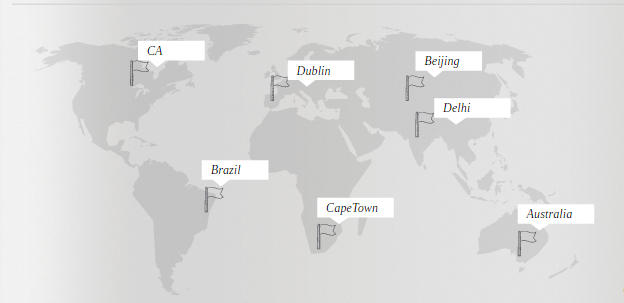 CA
Dublin
Beijing
Delhi
Brazil
CapeTown
Australia